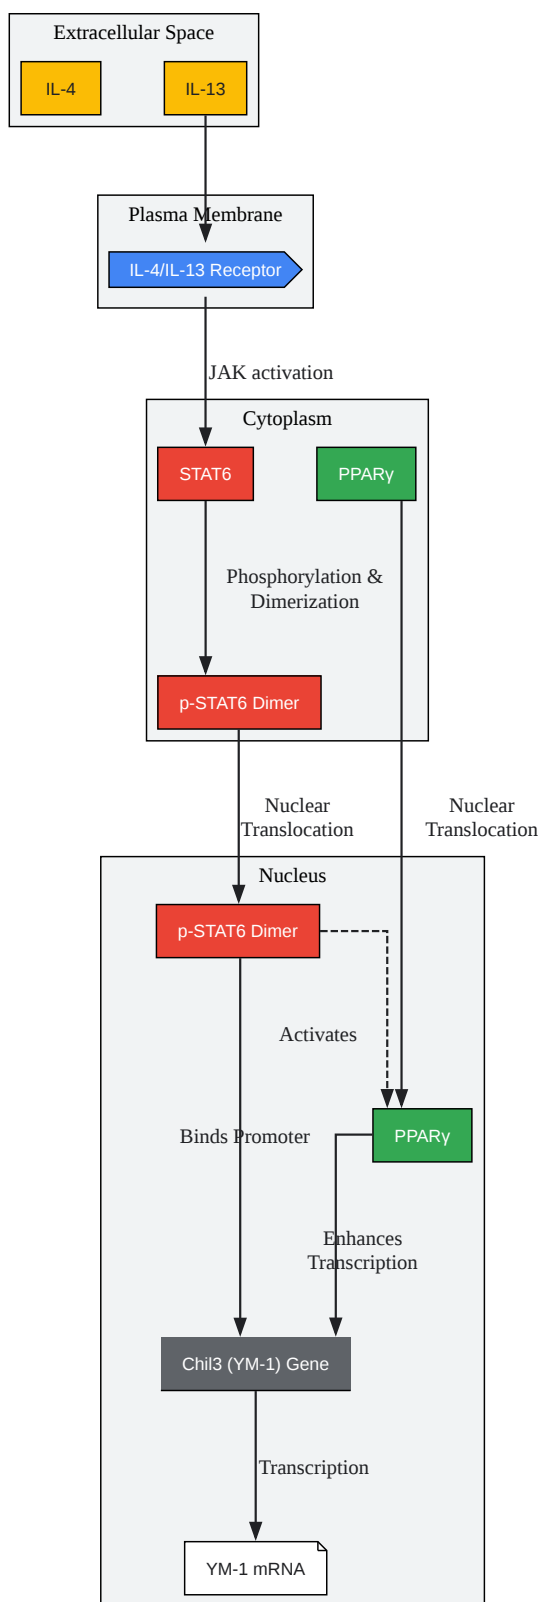 Extracellular Space
IL-4
IL-13
Plasma Membrane
IL-4/IL-13 Receptor
JAK activation
Cytoplasm
STAT6
PPARγ
Phosphorylation &
Dimerization
p-STAT6 Dimer
Nuclear
Translocation
Nuclear
Translocation
Nucleus
p-STAT6 Dimer
Activates
Binds Promoter
PPARγ
Enhances
Transcription
Chil3 (YM-1) Gene
Transcription
YM-1 mRNA